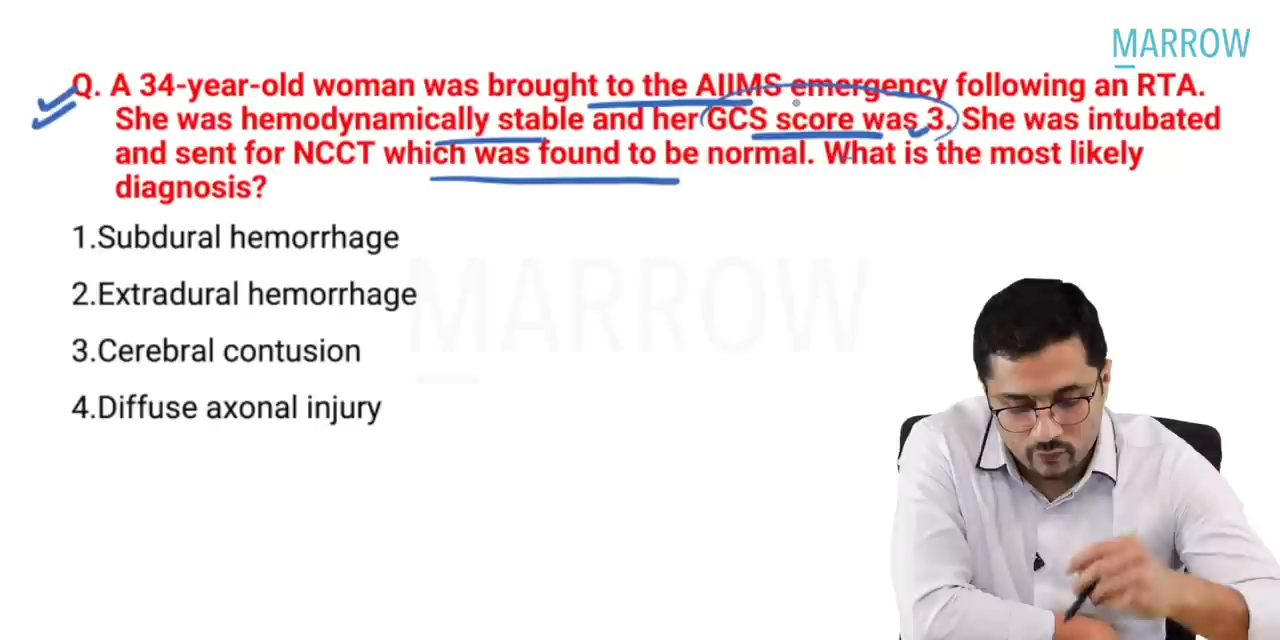 MARROW
Q. A 34-year-old woman was brought to the AIIMS emergency following an RTA.
She was hemodynamically stable and her GCS score was 3. She was intubated
and sent for NCCT which was found to be normal. What is the most likely
diagnosis?
1.Subdural hemorrhage
2.Extradural hemorrhage
MARROW
3.Cerebral contusion
4.Diffuse axonal injury